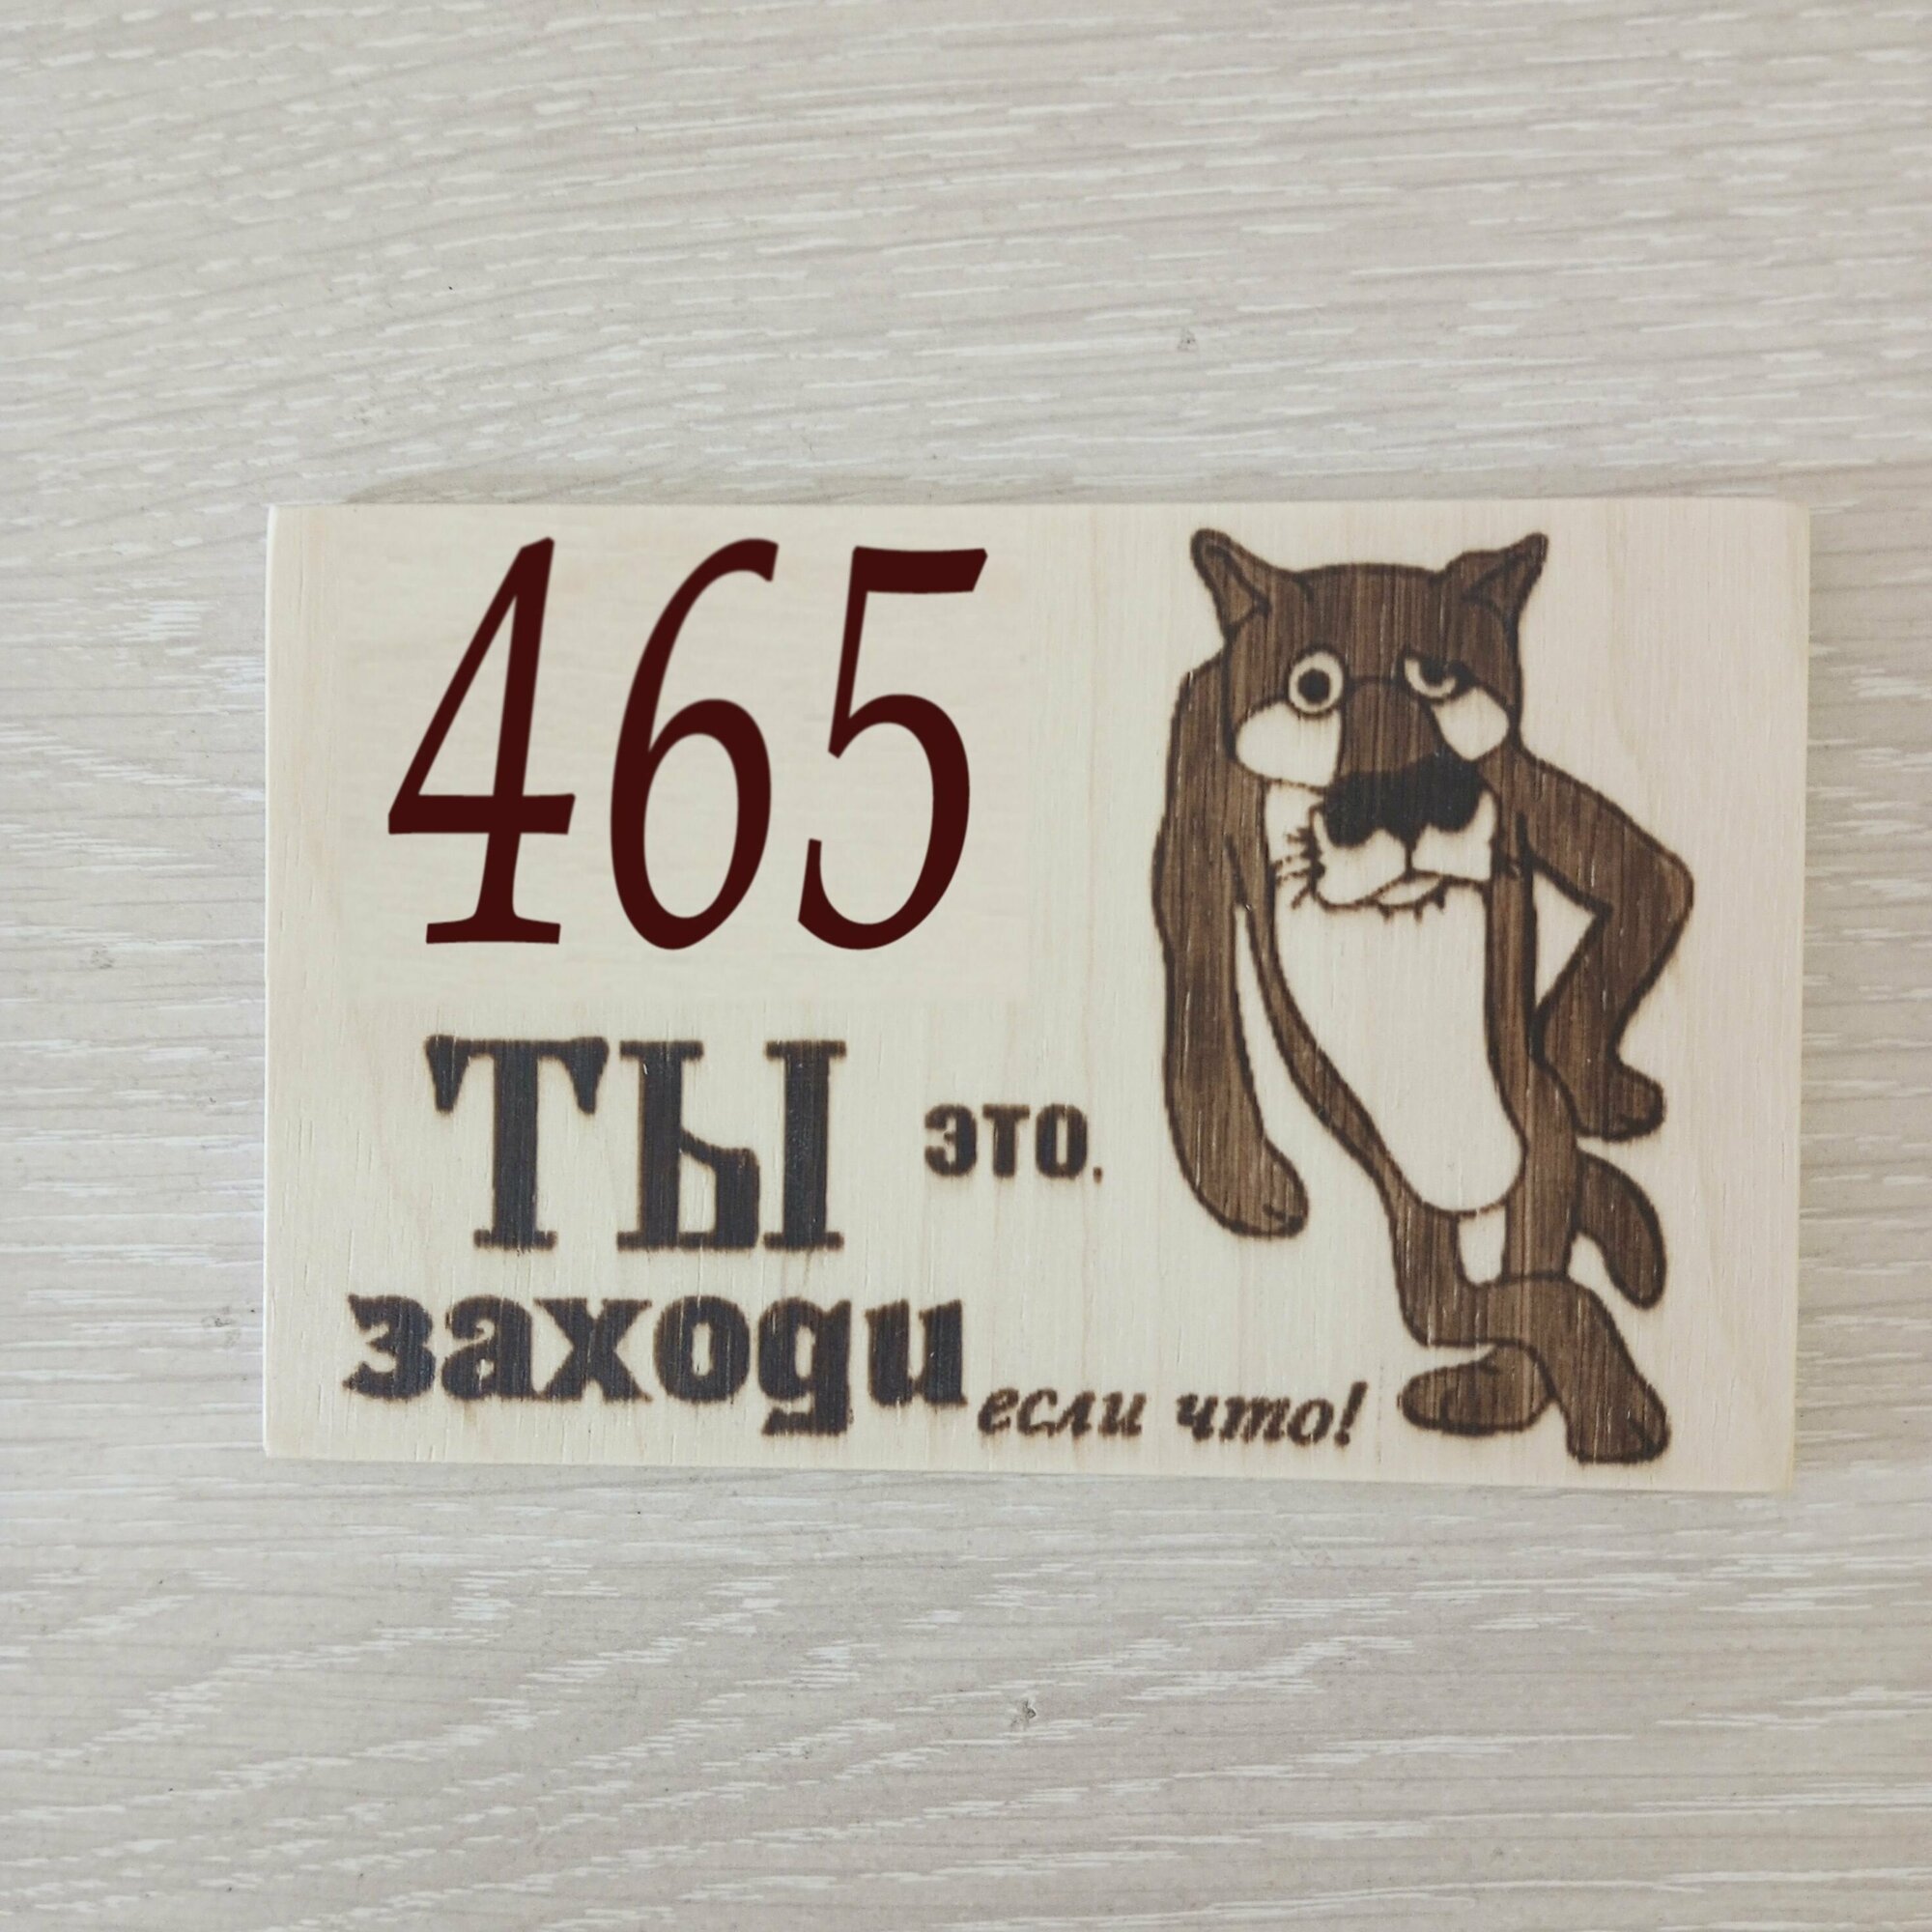 465
ТЫ это,
заходи если что!